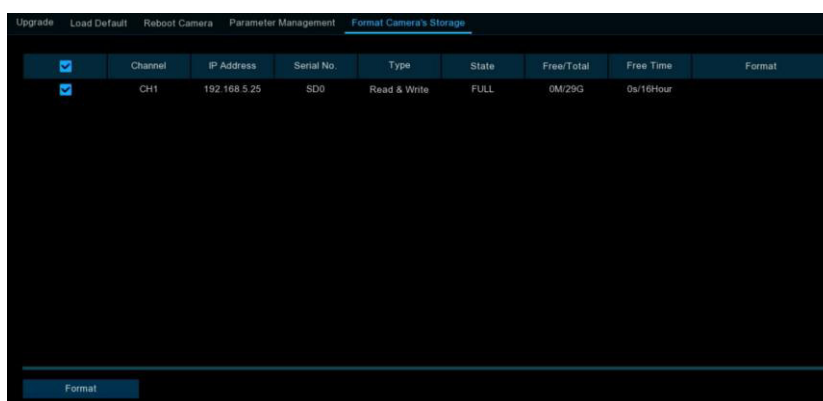 Upgrade Load Default Reboot Camera Parameter Management Format Camera's Storage
Channel IP Address Serial No. Type State Free/Total Free Time Format
CH1 192.168.5.25 SD0 Read & Write FULL 0M/29G 0s/16Hour
Format